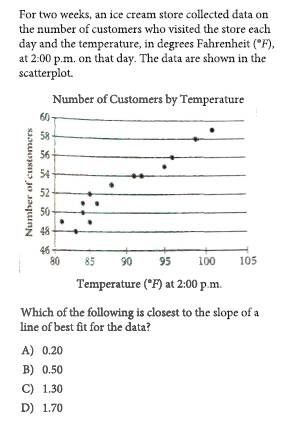 For two weeks, an ice cream store collected data on
the number of customers who visited the store each
day and the temperature, in degrees Fahrenheit (°F),
at 2:00 p.m. on that day. The data are shown in the
scatterplot.
Number of Customers by Temperature
Number of customers
60
58
56
54
52
50
48
46
80 85 90 95 100 105
Temperature (°F) at 2:00 p.m.
Which of the following is closest to the slope of a
line of best fit for the data?
A) 0.20
B) 0.50
C) 1.30
D) 1.70